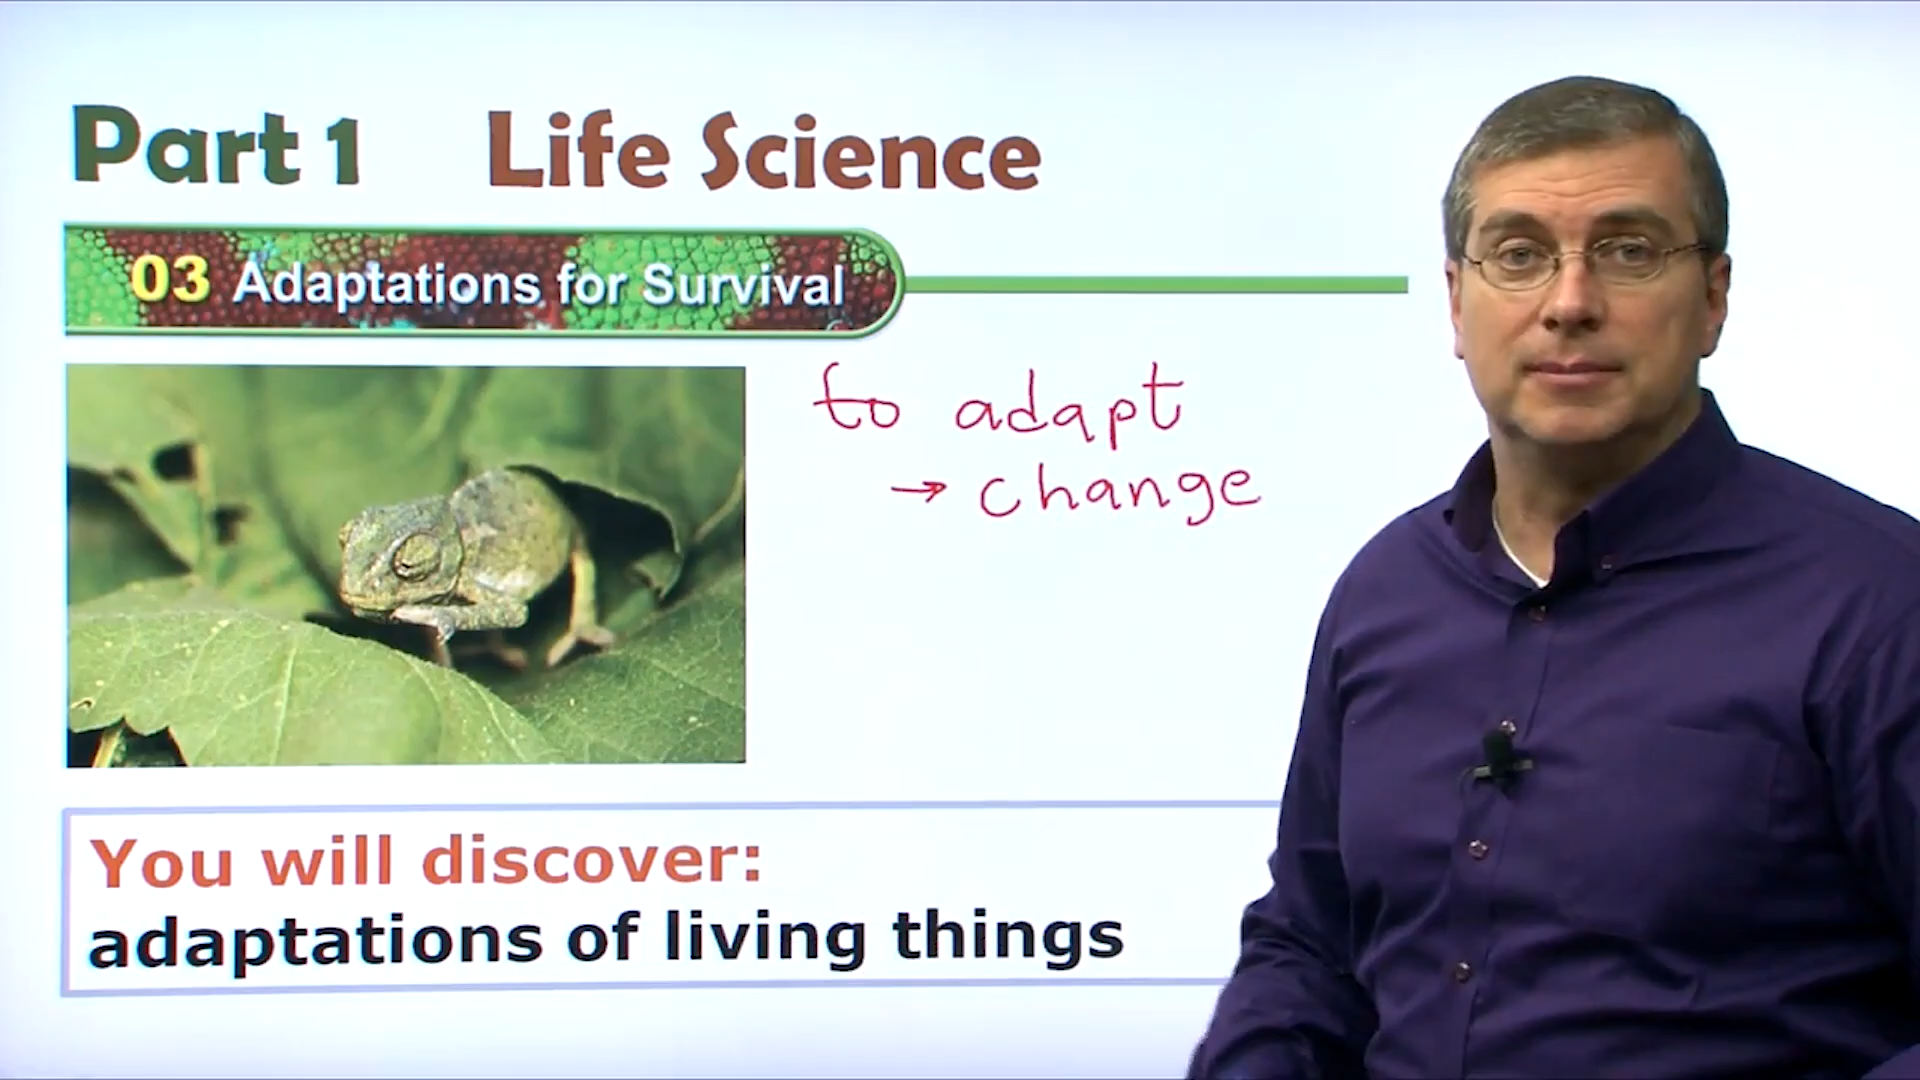 Part 1 Life Science
03 Adaptations for Survival
to adapt
→ change
You will discover:
adaptations of living things